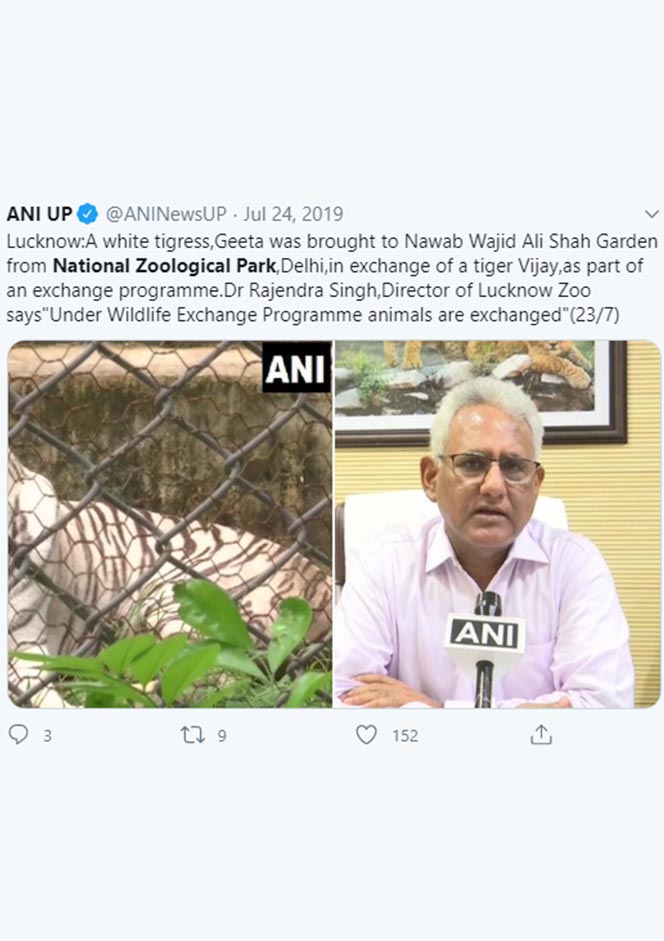 ANI UP @ANINewsUP · Jul 24, 2019
Lucknow:A white tigress,Geeta was brought to Nawab Wajid Ali Shah Garden
from National Zoological Park,Delhi,in exchange of a tiger Vijay,as part of
an exchange programme.Dr Rajendra Singh,Director of Lucknow Zoo
says"Under Wildlife Exchange Programme animals are exchanged"(23/7)
ANI
ANI
3 9 152